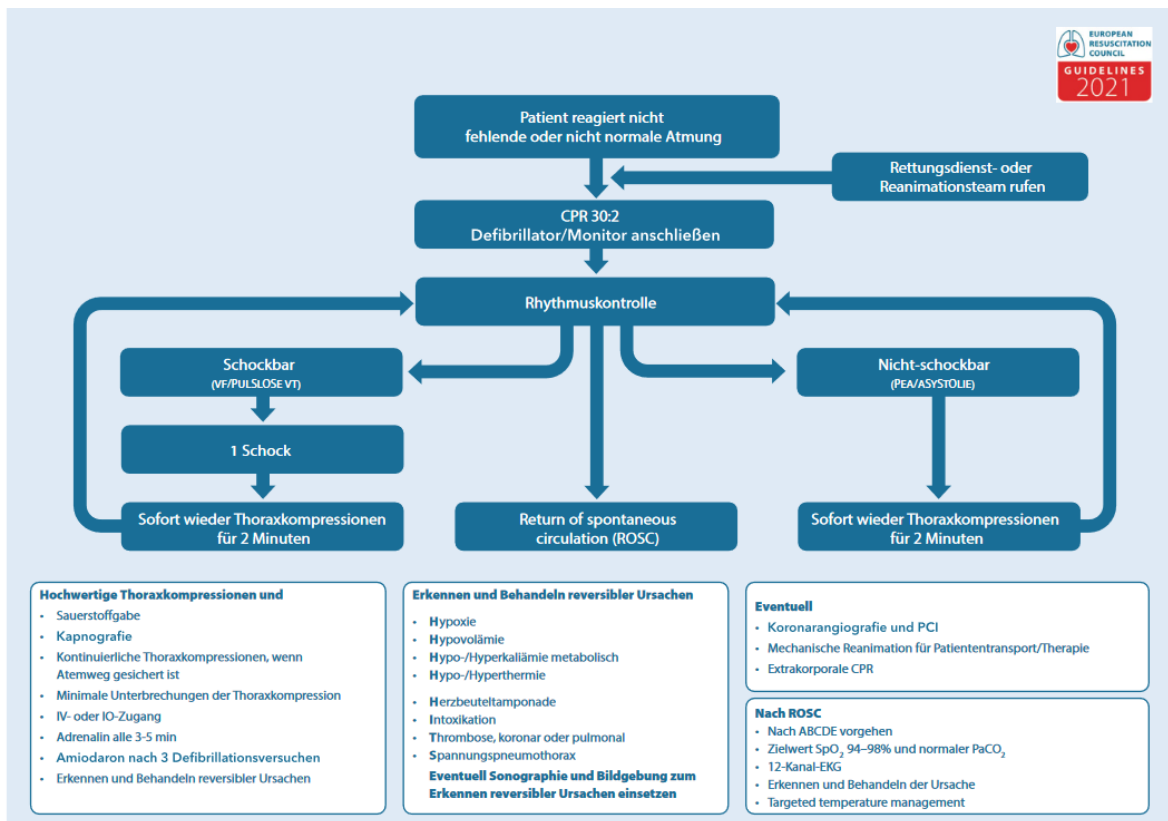 EUROPEAN
RESUSCITATION
COUNCIL
GUIDELINES
2021
Patient reagiert nicht
fehlende oder nicht normale Atmung
Rettungsdienst- oder
Reanimationsteam rufen
CPR 30:2
Defibrillator/Monitor anschließen
Rhythmuskontrolle
Schockbar
(VF/PULSLOSE VT)
Nicht-schockbar
(PEA/ASYSTOLIE)
1 Schock
Sofort wieder Thoraxkompressionen
für 2 Minuten
Return of spontaneous
circulation (ROSC)
Sofort wieder Thoraxkompressionen
für 2 Minuten
Hochwertige Thoraxkompressionen und
• Sauerstoffgabe
• Kapnografie
• Kontinuierliche Thoraxkompressionen, wenn
Atemweg gesichert ist
• Minimale Unterbrechungen der Thoraxkompression
• IV- oder IO-Zugang
• Adrenalin alle 3-5 min
• Amiodaron nach 3 Defibrillationsversuchen
• Erkennen und Behandeln reversibler Ursachen
Erkennen und Behandeln reversibler Ursachen
• Hypoxie
• Hypovolämie
• Hypo-/Hyperkaliämie metabolisch
• Hypo-/Hyperthermie
• Herzbeuteltamponade
• Intoxikation
• Thrombose, koronar oder pulmonal
• Spannungspneumothorax
Eventuell Sonographie und Bildgebung zum
Erkennen reversibler Ursachen einsetzen
Eventuell
• Koronarangiografie und PCI
• Mechanische Reanimation für Patiententransport/Therapie
• Extrakorporale CPR
Nach ROSC
• Nach ABCDE vorgehen
• Zielwert SpO₂ 94–98% und normaler PaCO₂
• 12-Kanal-EKG
• Erkennen und Behandeln der Ursache
• Targeted temperature management